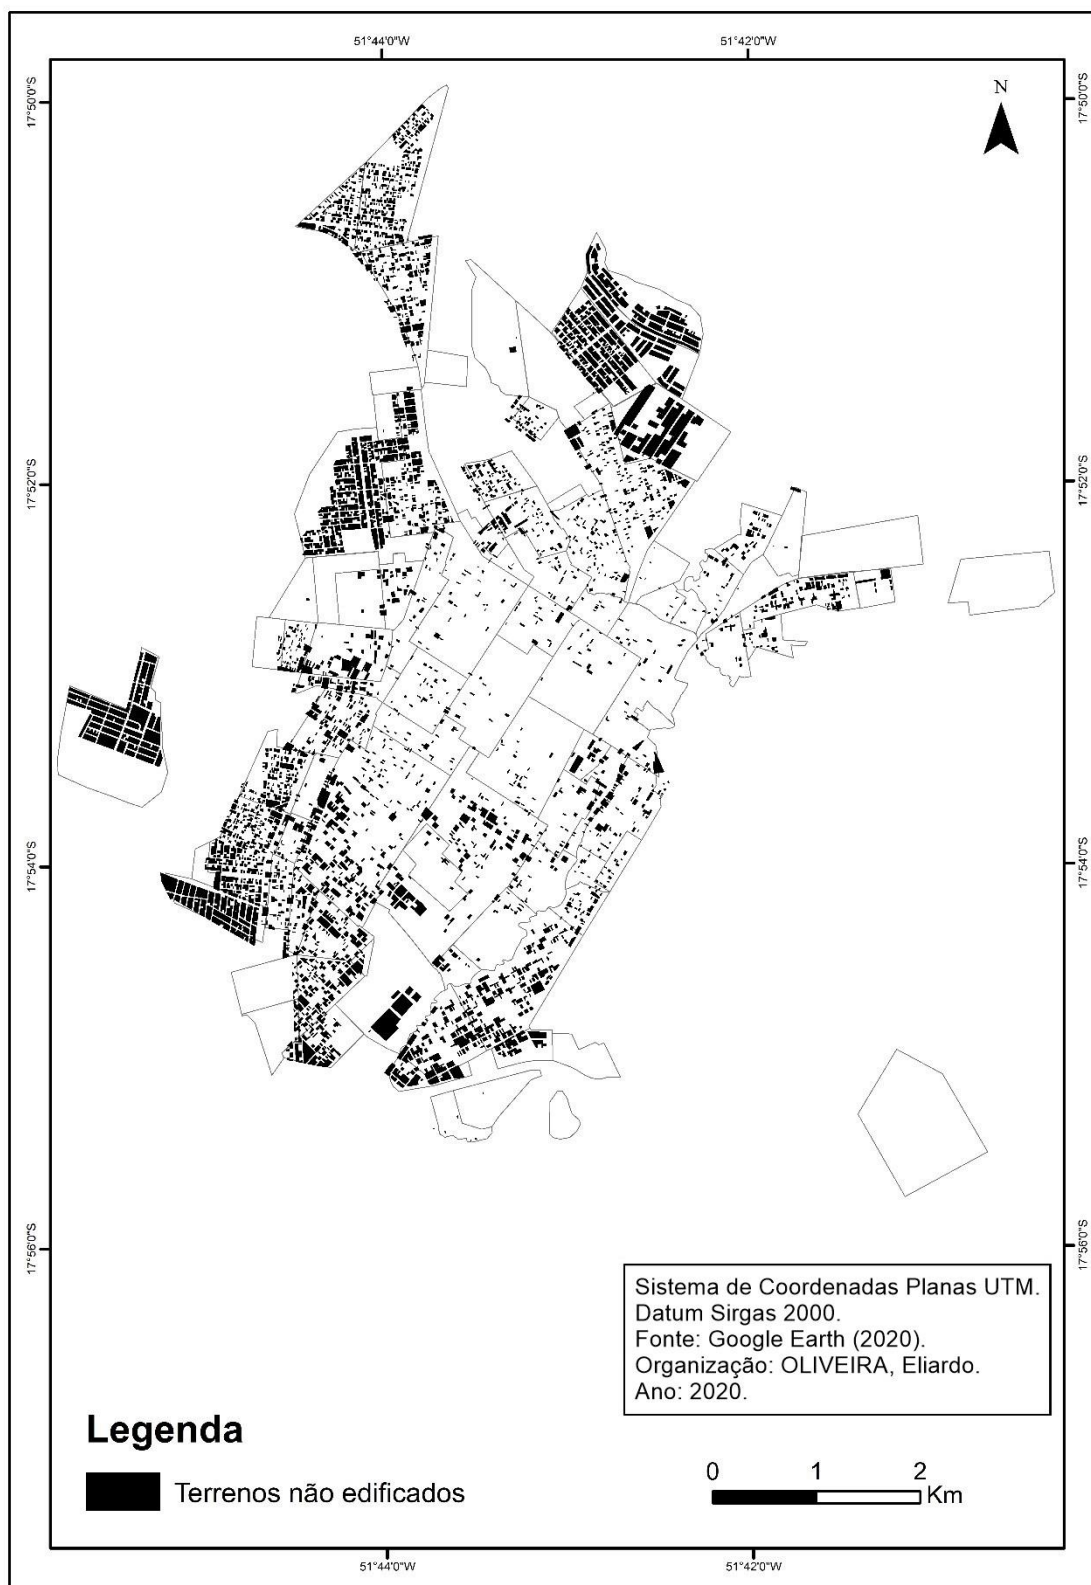 51°44'0"W
51°42'0"W
17°50'0"S
17°50'0"S
N
17°52'0"S
17°52'0"S
17°54'0"S
17°54'0"S
17°56'0"S
17°56'0"S
Sistema de Coordenadas Planas UTM.
Datum Sirgas 2000.
Fonte: Google Earth (2020).
Organização: OLIVEIRA, Eliardo.
Ano: 2020.
Legenda
Terrenos não edificados
0 1 2
Km
51°44'0"W
51°42'0"W